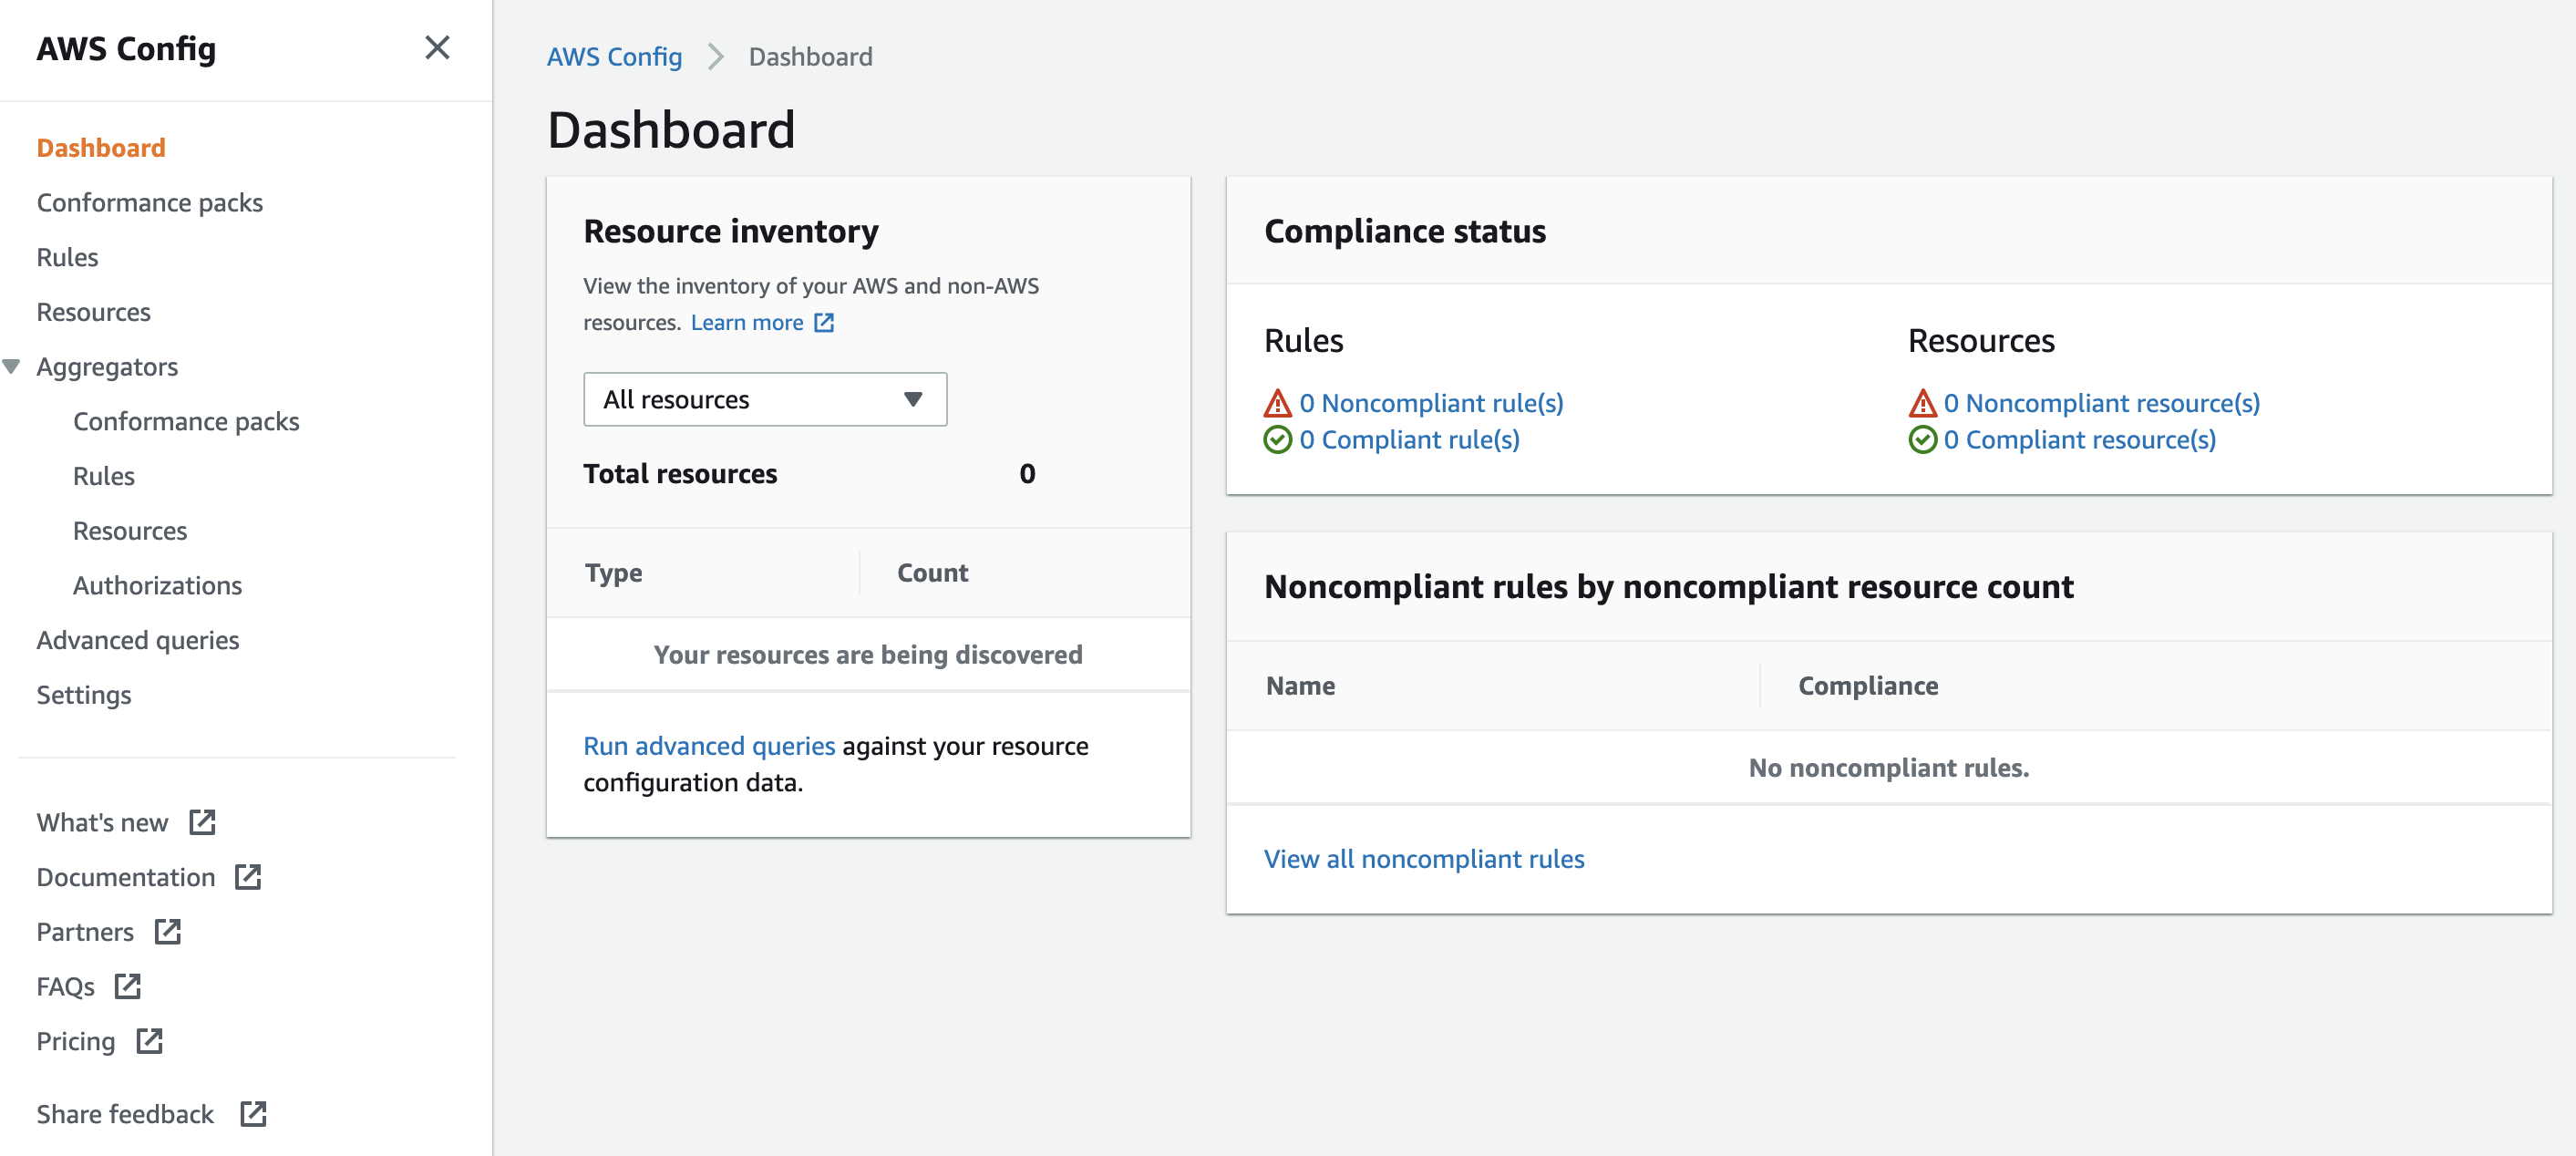 AWS Config
Dashboard
Conformance packs
Rules
Resources
Aggregators
Conformance packs
Rules
Resources
Authorizations
Advanced queries
Settings
What's new
Documentation
Partners
FAQs
Pricing
Share feedback
AWS Config
Dashboard
Dashboard
Resource inventory
View the inventory of your AWS and non-AWS
resources. Learn more
All resources
Total resources 0
Type Count
Your resources are being discovered
Run advanced queries against your resource
configuration data.
Compliance status
Rules
0 Noncompliant rule(s)
0 Compliant rule(s)
Resources
0 Noncompliant resource(s)
0 Compliant resource(s)
Noncompliant rules by noncompliant resource count
Name Compliance
No noncompliant rules.
View all noncompliant rules